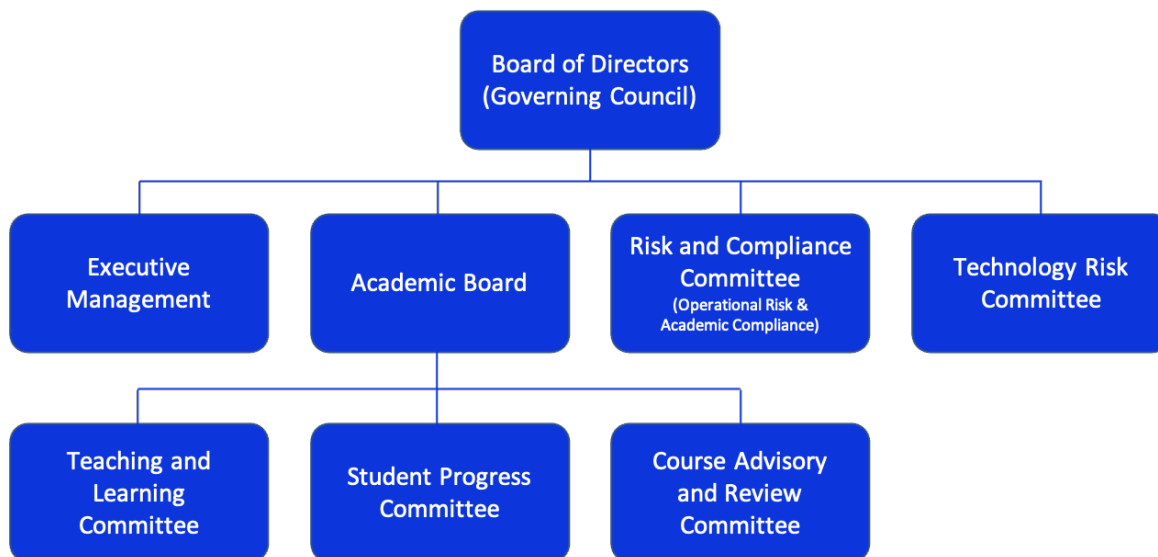 Board of Directors
(Governing Council)
Executive
Management
Academic Board
Risk and Compliance
Committee
(Operational Risk &
Academic Compliance)
Technology Risk
Committee
Teaching and
Learning
Committee
Student Progress
Committee
Course Advisory
and Review
Committee